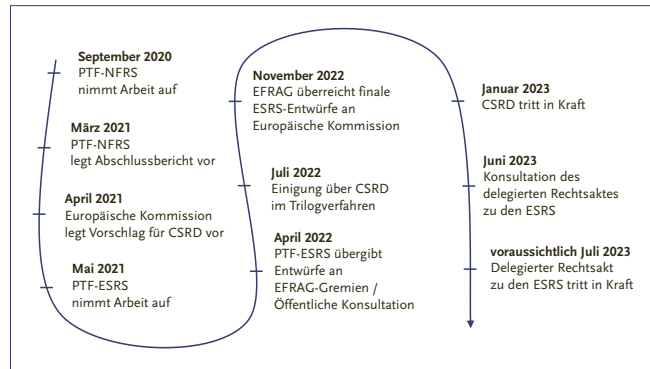 September 2020
PTF-NFRS
nimmt Arbeit auf
März 2021
PTF-NFRS
legt Abschlussbericht vor
April 2021
Europäische Kommission
legt Vorschlag für CSRD vor
Mai 2021
PTF-ESRS
nimmt Arbeit auf
November 2022
EFRAG überreicht finale
ESRS-Entwürfe an
Europäische Kommission
Juli 2022
Einigung über CSRD
im Trilogverfahren
April 2022
PTF-ESRS übergibt
Entwürfe an
EFRAG-Gremien /
Öffentliche Konsultation
Januar 2023
CSRD tritt in Kraft
Juni 2023
Konsultation des
delegierten Rechtsaktes
zu den ESRS
voraussichtlich Juli 2023
Delegierter Rechtsakt
zu den ESRS tritt in Kraft